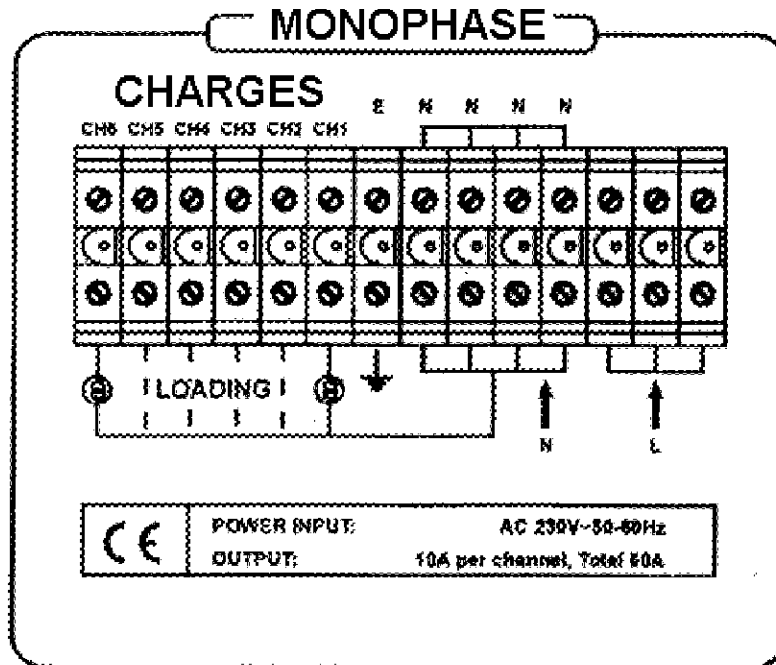 MONOPHASE
CHARGES
CH6 CH5 CH4 CH3 CH2 CH1 E N N N N
LOADING
N L
CE POWER INPUT: AC 230V~50-60Hz
OUTPUT: 10A per channel, Total 60A